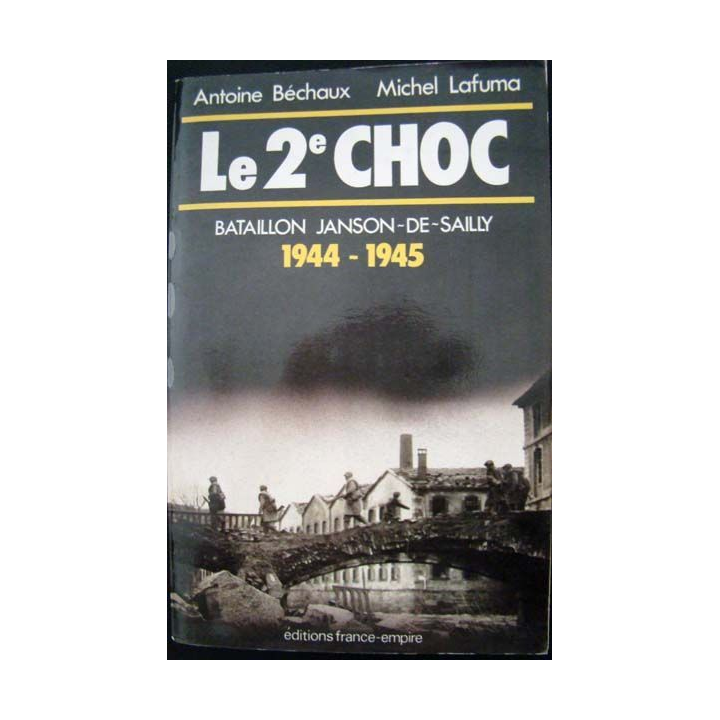 Antoine Béchaux Michel Lafuma
Le 2e CHOC
BATAILLON JANSON-DE-SAILLY
1944 - 1945
éditions france-empire